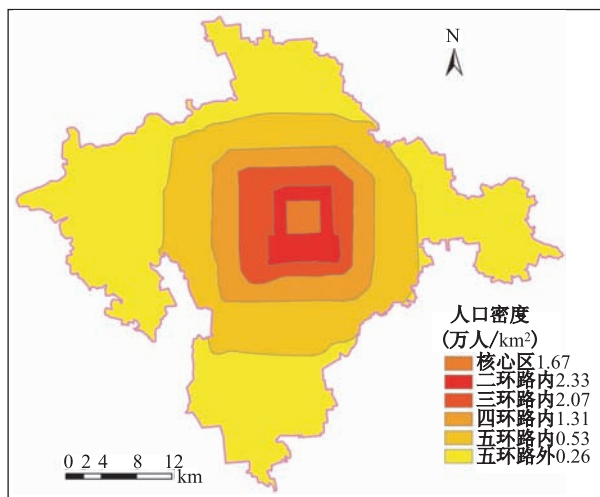 N
人口密度
(万人/km²)
核心区1.67
二环路内2.33
三环路内2.07
四环路内1.31
五环路内0.53
五环路外0.26
0 2 4 8 12
km